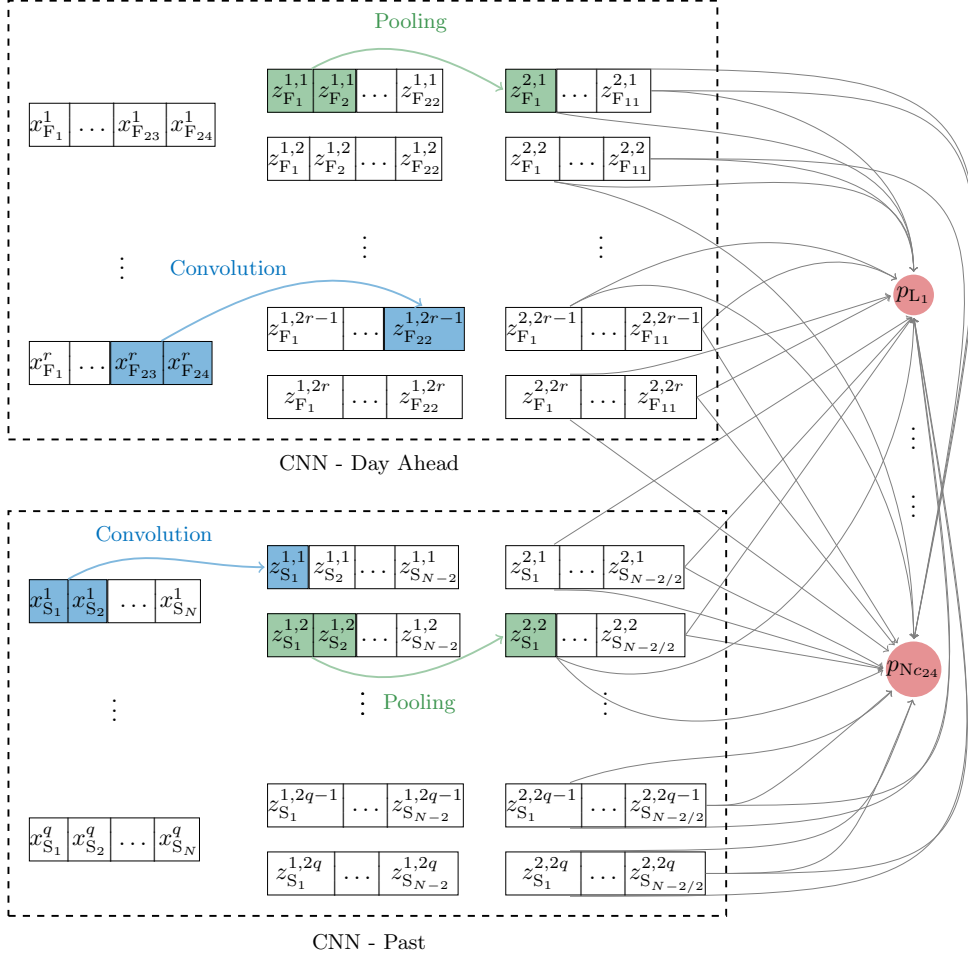 Pooling
z^{1,1}_{F_1} z^{1,1}_{F_2} … z^{1,1}_{F_{22}}
z^{2,1}_{F_1} … z^{2,1}_{F_{11}}
x^1_{F_1} … x^1_{F_{23}} x^1_{F_{24}}
z^{1,2}_{F_1} z^{1,2}_{F_2} … z^{1,2}_{F_{22}}
z^{2,2}_{F_1} … z^{2,2}_{F_{11}}
⋮ ⋮ ⋮
Convolution
p_{L_1}
z^{1,2r−1}_{F_1} … z^{1,2r−1}_{F_{22}}
z^{2,2r−1}_{F_1} … z^{2,2r−1}_{F_{11}}
x^r_{F_1} … x^r_{F_{23}} x^r_{F_{24}}
z^{1,2r}_{F_1} … z^{1,2r}_{F_{22}}
z^{2,2r}_{F_1} … z^{2,2r}_{F_{11}}
⋮
CNN - Day Ahead
⋮
Convolution
z^{1,1}_{S_1} z^{1,1}_{S_2} … z^{1,1}_{S_{N−2}}
z^{2,1}_{S_1} … z^{2,1}_{S_{N−2/2}}
x^1_{S_1} x^1_{S_2} … x^1_{S_N}
z^{1,2}_{S_1} z^{1,2}_{S_2} … z^{1,2}_{S_{N−2}}
z^{2,2}_{S_1} … z^{2,2}_{S_{N−2/2}}
p_{Nc_{24}}
Pooling
⋮ ⋮ ⋮
z^{1,2q−1}_{S_1} … z^{1,2q−1}_{S_{N−2}}
z^{2,2q−1}_{S_1} … z^{2,2q−1}_{S_{N−2/2}}
x^q_{S_1} x^q_{S_2} … x^q_{S_N}
z^{1,2q}_{S_1} … z^{1,2q}_{S_{N−2}}
z^{2,2q}_{S_1} … z^{2,2q}_{S_{N−2/2}}
CNN - Past